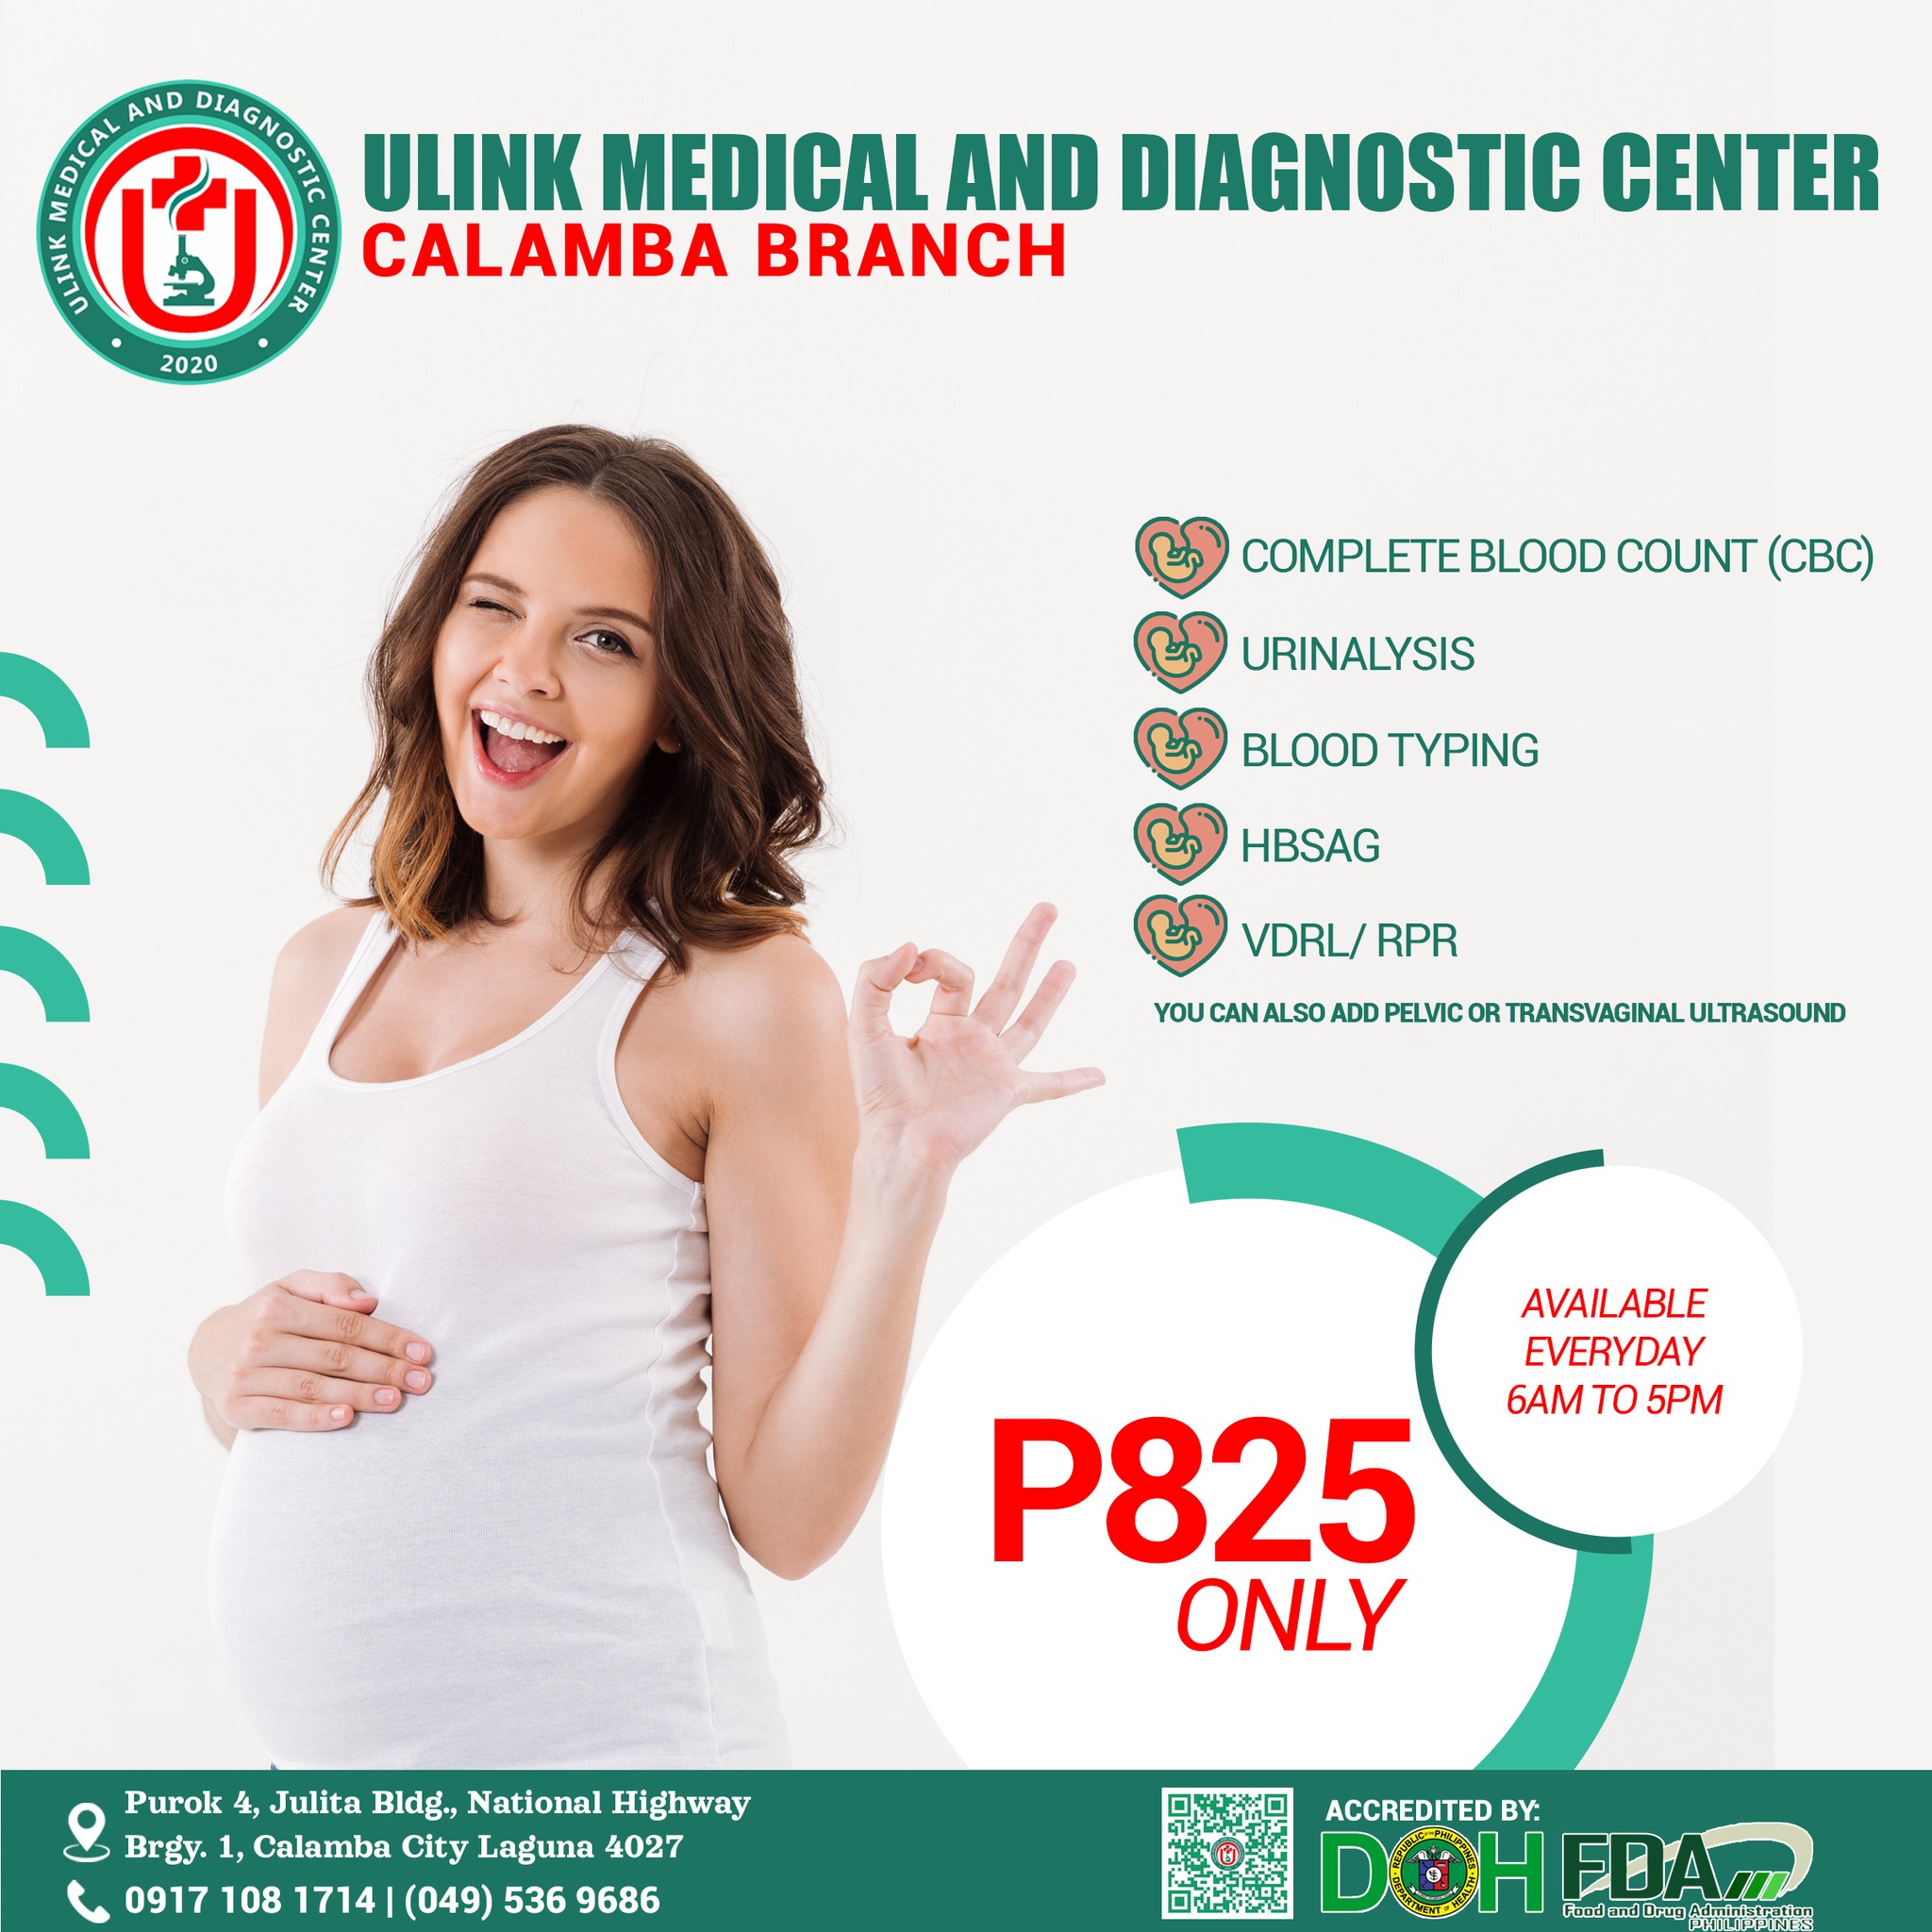 ULINK MEDICAL AND DIAGNOSTIC CENTER
2020
ULINK MEDICAL AND DIAGNOSTIC CENTER
CALAMBA BRANCH
COMPLETE BLOOD COUNT (CBC)
URINALYSIS
BLOOD TYPING
HBSAG
VDRL/ RPR
YOU CAN ALSO ADD PELVIC OR TRANSVAGINAL ULTRASOUND
AVAILABLE
EVERYDAY
6AM TO 5PM
P825
ONLY
Purok 4, Julita Bldg., National Highway
Brgy. 1, Calamba City Laguna 4027
0917 108 1714 | (049) 536 9686
ACCREDITED BY:
DOH
REPUBLIC OF THE PHILIPPINES
DEPARTMENT OF HEALTH
FDA
Food and Drug Administration
PHILIPPINES